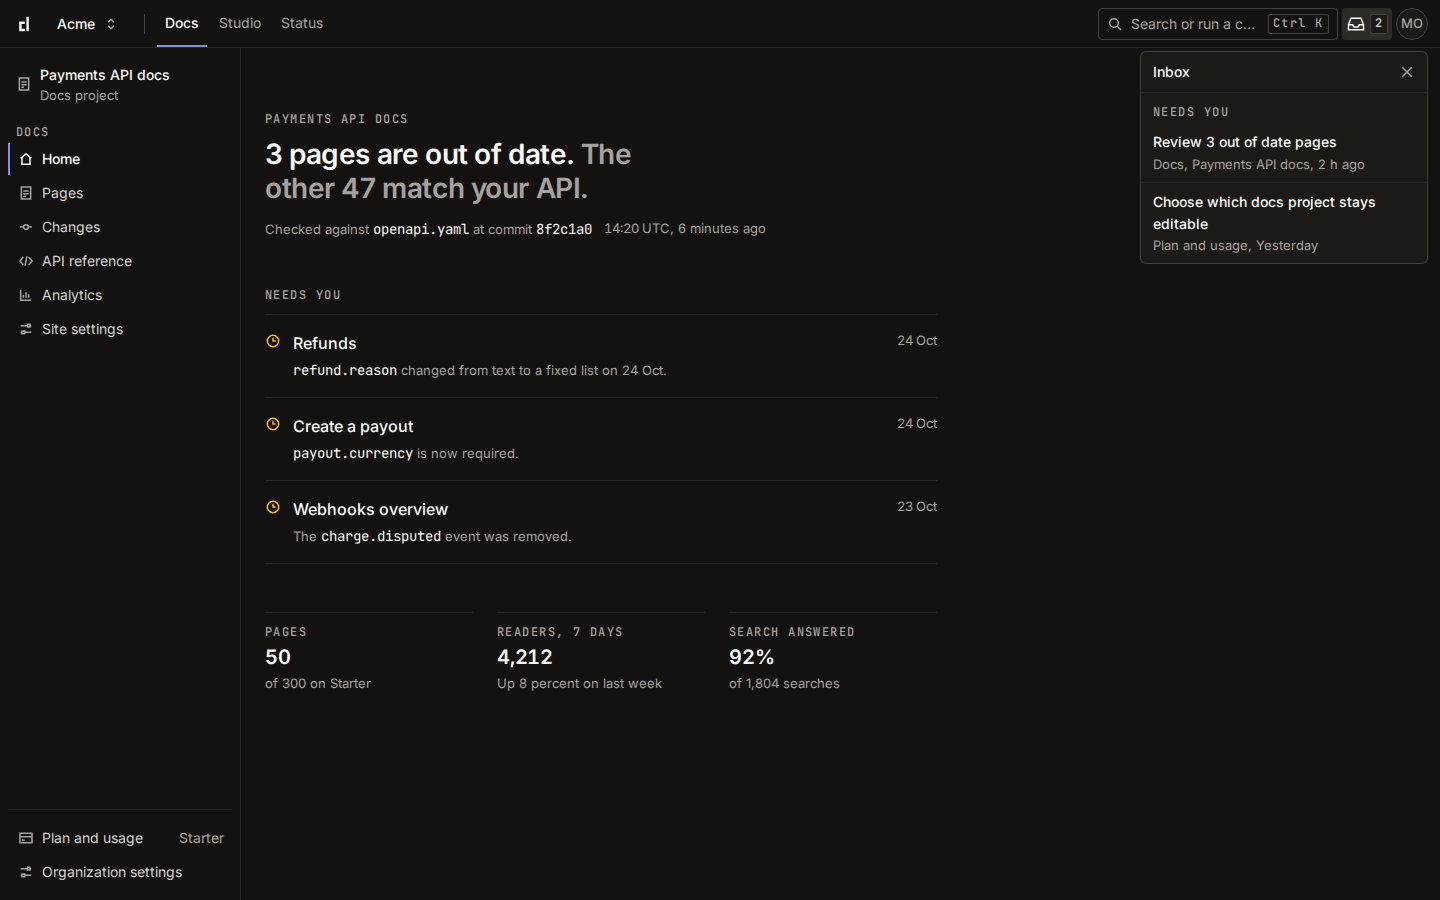 Acme
Docs
Studio
Status
Search or run a c...
Ctrl K
2
MO
Payments API docs
Docs project
DOCS
Home
Pages
Changes
API reference
Analytics
Site settings
Plan and usage
Starter
Organization settings
PAYMENTS API DOCS
3 pages are out of date. The
other 47 match your API.
Checked against openapi.yaml at commit 8f2c1a0 14:20 UTC, 6 minutes ago
NEEDS YOU
Refunds
24 Oct
refund.reason changed from text to a fixed list on 24 Oct.
Create a payout
24 Oct
payout.currency is now required.
Webhooks overview
23 Oct
The charge.disputed event was removed.
PAGES
50
of 300 on Starter
READERS, 7 DAYS
4,212
Up 8 percent on last week
SEARCH ANSWERED
92%
of 1,804 searches
Inbox
NEEDS YOU
Review 3 out of date pages
Docs, Payments API docs, 2 h ago
Choose which docs project stays
editable
Plan and usage, Yesterday